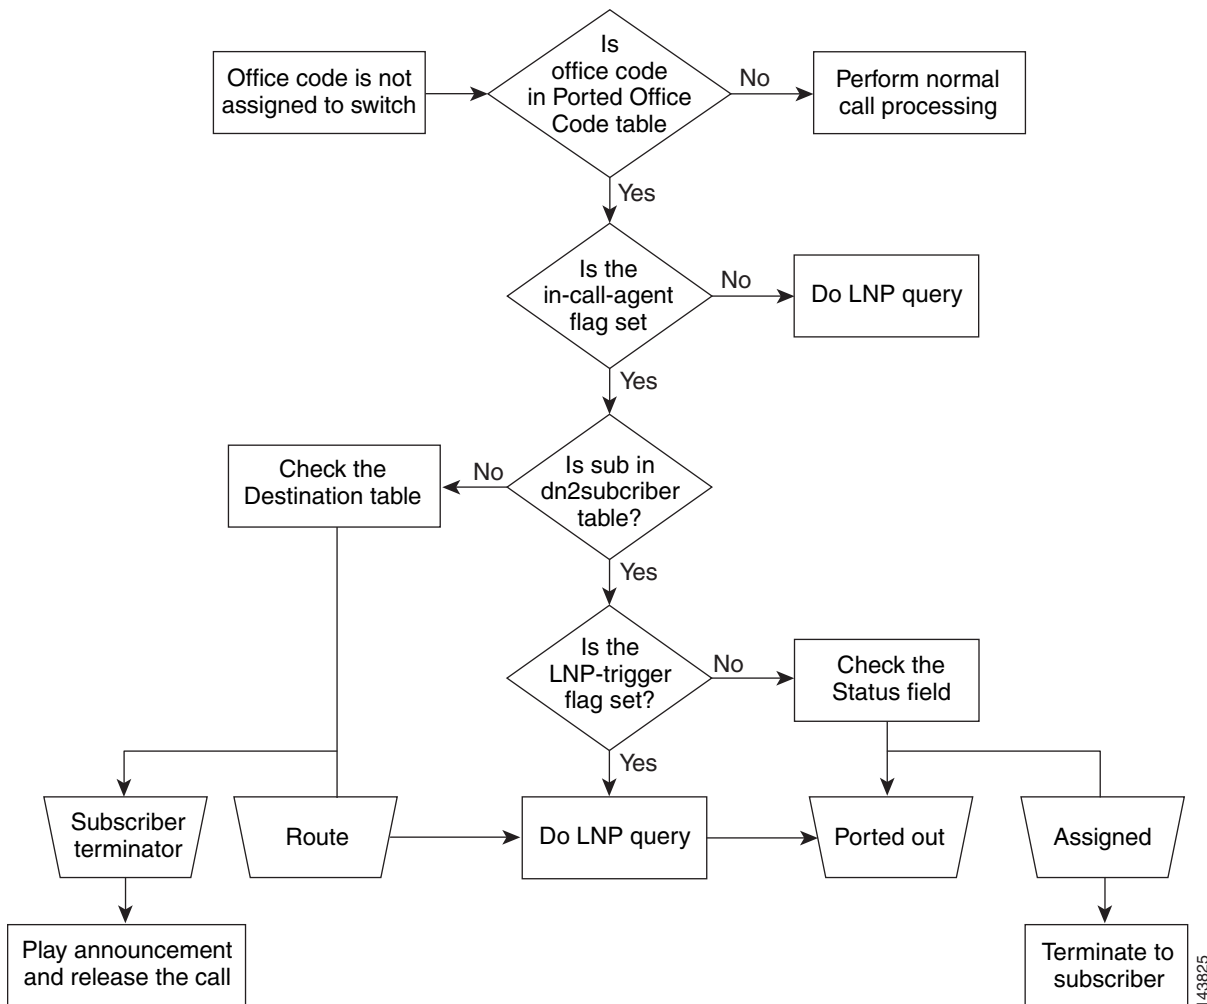 Office code is not
assigned to switch
Is
office code
in Ported Office
Code table
No
Perform normal
call processing
Yes
Is the
in-call-agent
flag set
No
Do LNP query
Yes
Check the
Destination table
No
Is sub in
dn2subcriber
table?
Yes
Is the
LNP-trigger
flag set?
No
Check the
Status field
Yes
Subscriber
terminator
Route
Do LNP query
Ported out
Assigned
Play announcement
and release the call
Terminate to
subscriber
143825